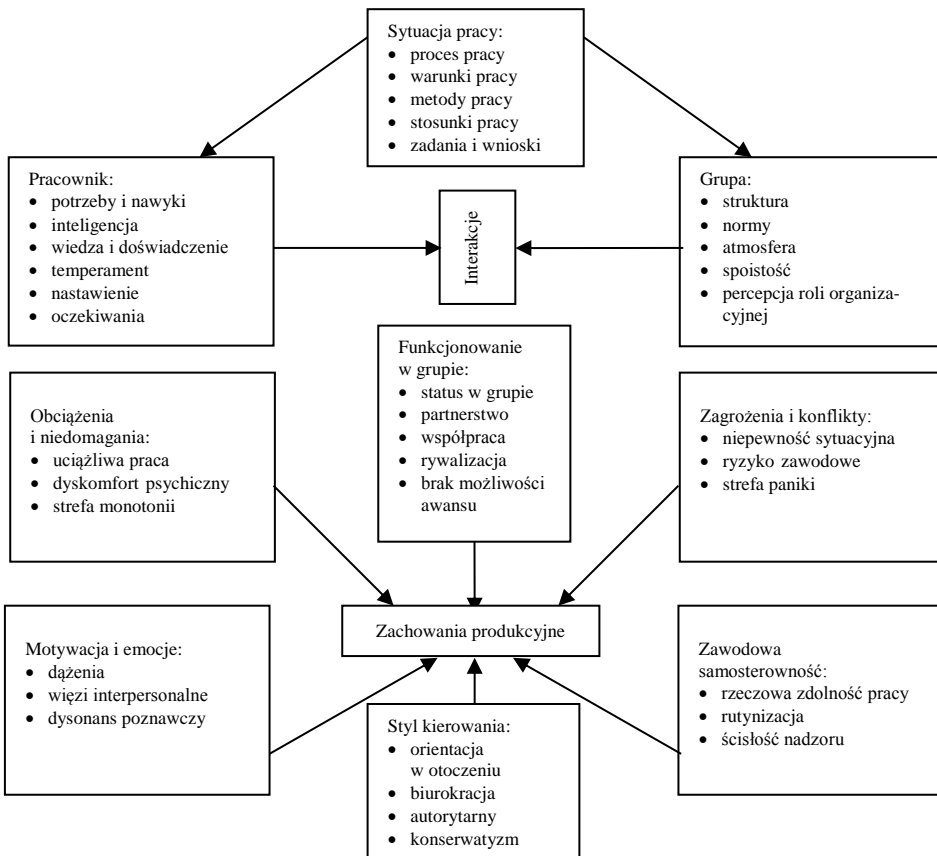 Sytuacja pracy:
• proces pracy
• warunki pracy
• metody pracy
• stosunki pracy
• zadania i wnioski
Pracownik:
• potrzeby i nawyki
• inteligencja
• wiedza i doświadczenie
• temperament
• nastawienie
• oczekiwania
Interakcje
Grupa:
• struktura
• normy
• atmosfera
• spoistość
• percepcja roli organiza-
cyjnej
Funkcjonowanie
w grupie:
• status w grupie
• partnerstwo
• współpraca
• rywalizacja
• brak możliwości
awansu
Obciążenia
i niedomagania:
• uciążliwa praca
• dyskomfort psychiczny
• strefa monotonii
Zagrożenia i konflikty:
• niepewność sytuacyjna
• ryzyko zawodowe
• strefa paniki
Zachowania produkcyjne
Motywacja i emocje:
• dążenia
• więzi interpersonalne
• dysonans poznawczy
Styl kierowania:
• orientacja
w otoczeniu
• biurokracja
• autorytarny
• konserwatyzm
Zawodowa
samosterowność:
• rzeczowa zdolność pracy
• rutynizacja
• ścisłość nadzoru